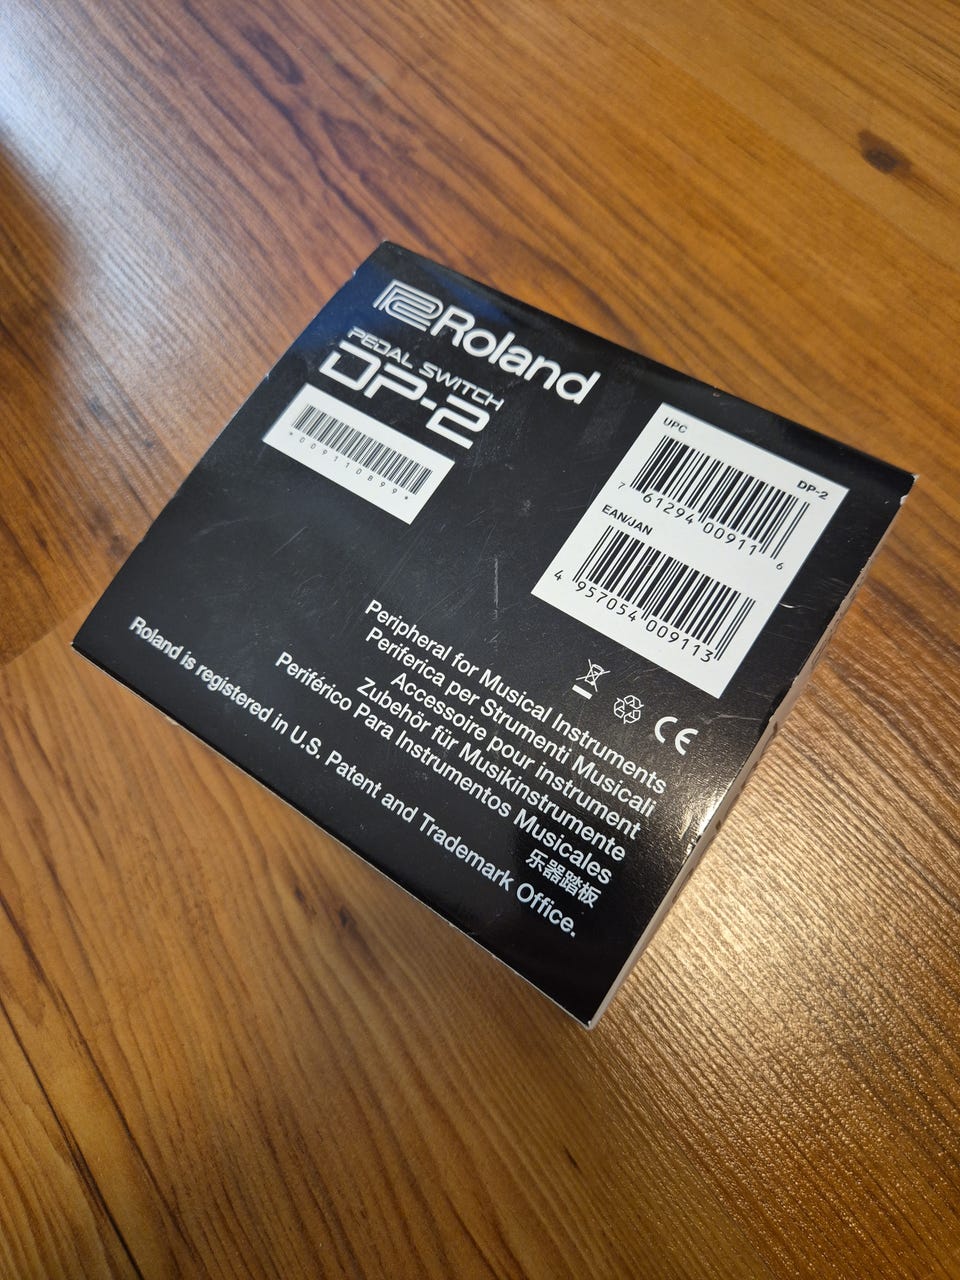 Roland
PEDAL SWITCH
DP-2
*009110899*
UPC
DP-2
7 61294 00911 6
EAN/JAN
4 957054 009113
CE
Peripheral for Musical Instruments
Periferica per Strumenti Musicali
Accessoire pour instrument
Zubehör für Musikinstrumente
Periférico Para Instrumentos Musicales
乐器踏板
Roland is registered in U.S. Patent and Trademark Office.